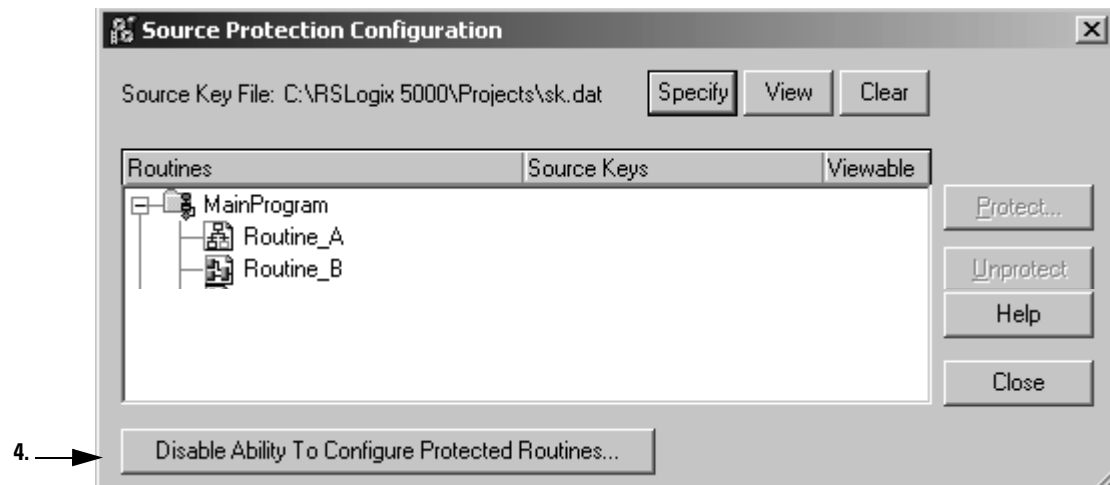 Source Protection Configuration
Source Key File: C:\RSLogix 5000\Projects\sk.dat Specify View Clear
Routines Source Keys Viewable
MainProgram
Protect...
Routine_A
Routine_B
Unprotect
Help
Close
4. Disable Ability To Configure Protected Routines...